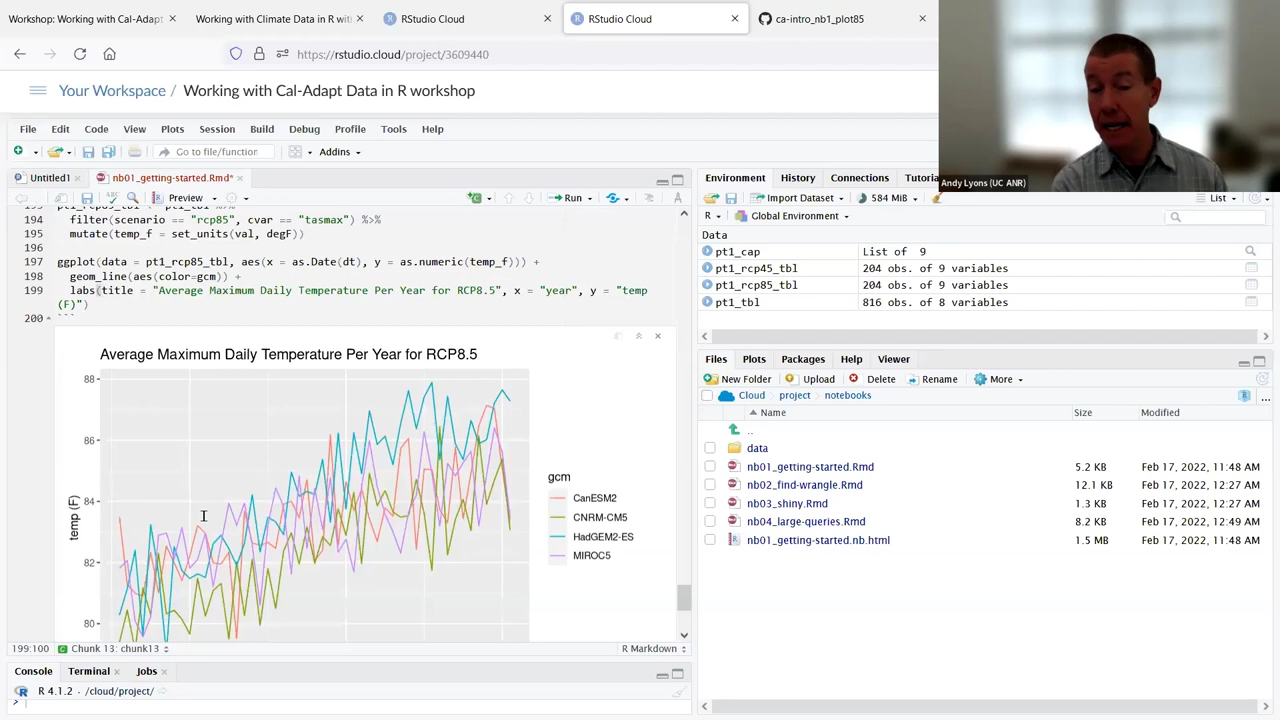 Workshop: Working with Cal-Adapt
Working with Climate Data in R wit
RStudio Cloud
RStudio Cloud
ca-intro_nb1_plot85
https://rstudio.cloud/project/3609440
Your Workspace / Working with Cal-Adapt Data in R workshop
Andy Lyons (UC ANR)
File Edit Code View Plots Session Build Debug Profile Tools Help
Go to file/function Addins
Untitled1 nb01_getting-started.Rmd*
Preview Run
194 filter(scenario == "rcp85", cvar == "tasmax") %>%
195 mutate(temp_f = set_units(val, degF))
196
197 ggplot(data = pt1_rcp85_tbl, aes(x = as.Date(dt), y = as.numeric(temp_f))) +
198 geom_line(aes(color=gcm)) +
199 labs(title = "Average Maximum Daily Temperature Per Year for RCP8.5", x = "year", y = "temp
(F)")
200 ```
Average Maximum Daily Temperature Per Year for RCP8.5
88
86
84
82
80
temp (F)
gcm
CanESM2
CNRM-CM5
HadGEM2-ES
MIROC5
199:100 Chunk 13: chunk13 R Markdown
Console Terminal Jobs
R 4.1.2 · /cloud/project/
>
Environment History Connections Tutoria
Import Dataset 584 MiB List
R Global Environment
Data
pt1_cap List of 9
pt1_rcp45_tbl 204 obs. of 9 variables
pt1_rcp85_tbl 204 obs. of 9 variables
pt1_tbl 816 obs. of 8 variables
Files Plots Packages Help Viewer
New Folder Upload Delete Rename More
Cloud project notebooks ...
Name Size Modified
..
data
nb01_getting-started.Rmd 5.2 KB Feb 17, 2022, 11:48 AM
nb02_find-wrangle.Rmd 12.1 KB Feb 17, 2022, 12:27 AM
nb03_shiny.Rmd 1.3 KB Feb 17, 2022, 12:27 AM
nb04_large-queries.Rmd 8.2 KB Feb 17, 2022, 12:49 AM
nb01_getting-started.nb.html 1.5 MB Feb 17, 2022, 11:48 AM